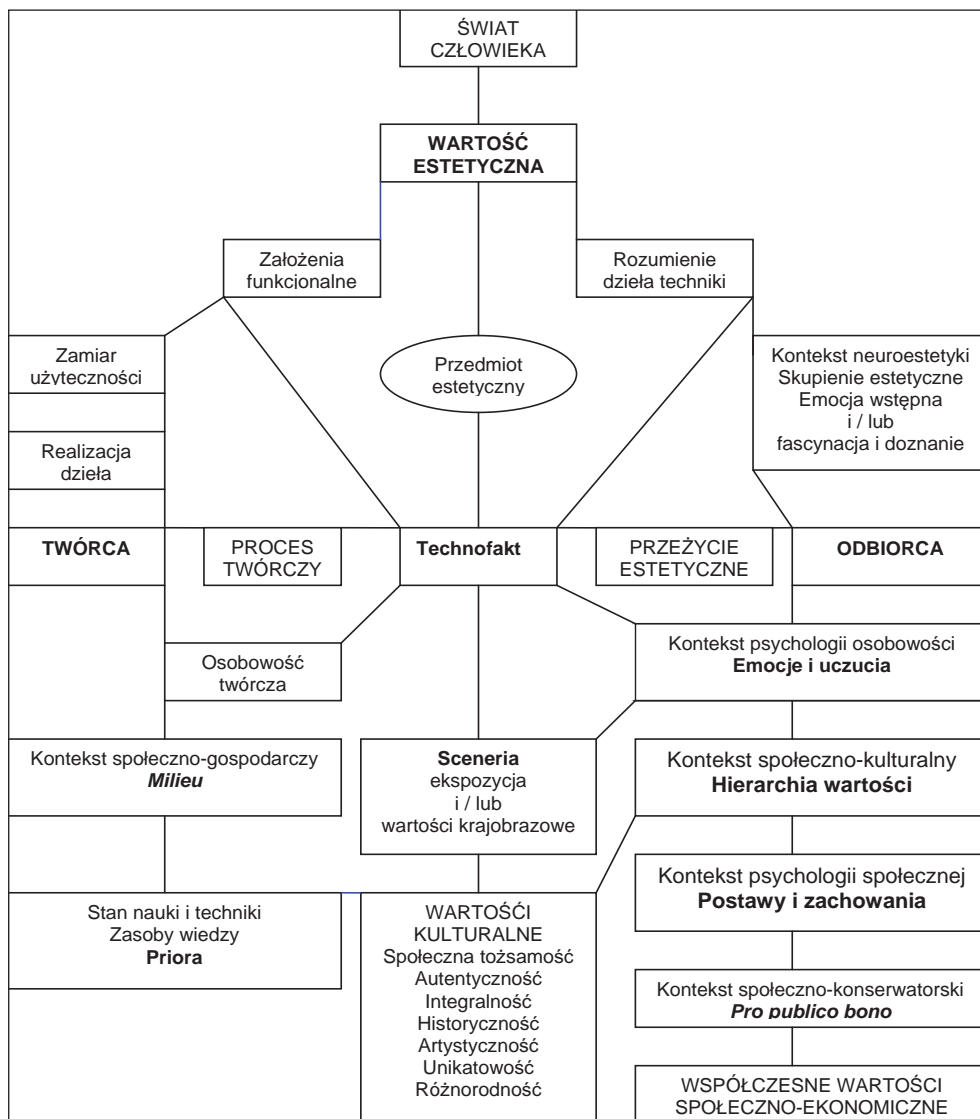 ŚWIAT
CZŁOWIEKA
WARTOŚĆ
ESTETYCZNA
Założenia
funkcjonalne
Rozumienie
dzieła techniki
Zamiar
użyteczności
Przedmiot
estetyczny
Kontekst neuroestetyki
Skupienie estetyczne
Emocja wstępna
i / lub
fascynacja i doznanie
Realizacja
dzieła
TWÓRCA
PROCES
TWÓRCZY
Technofakt
PRZEŻYCIE
ESTETYCZNE
ODBIORCA
Osobowość
twórcza
Kontekst psychologii osobowości
Emocje i uczucia
Kontekst społeczno-gospodarczy
Milieu
Sceneria
ekspozycja
i / lub
wartości krajobrazowe
Kontekst społeczno-kulturalny
Hierarchia wartości
Kontekst psychologii społecznej
Postawy i zachowania
Stan nauki i techniki
Zasoby wiedzy
Priora
WARTOŚĆI
KULTURALNE
Społeczna tożsamość
Autentyczność
Integralność
Historyczność
Artystyczność
Unikatowość
Różnorodność
Kontekst społeczno-konserwatorski
Pro publico bono
WSPÓŁCZESNE WARTOŚCI
SPOŁECZNO-EKONOMICZNE